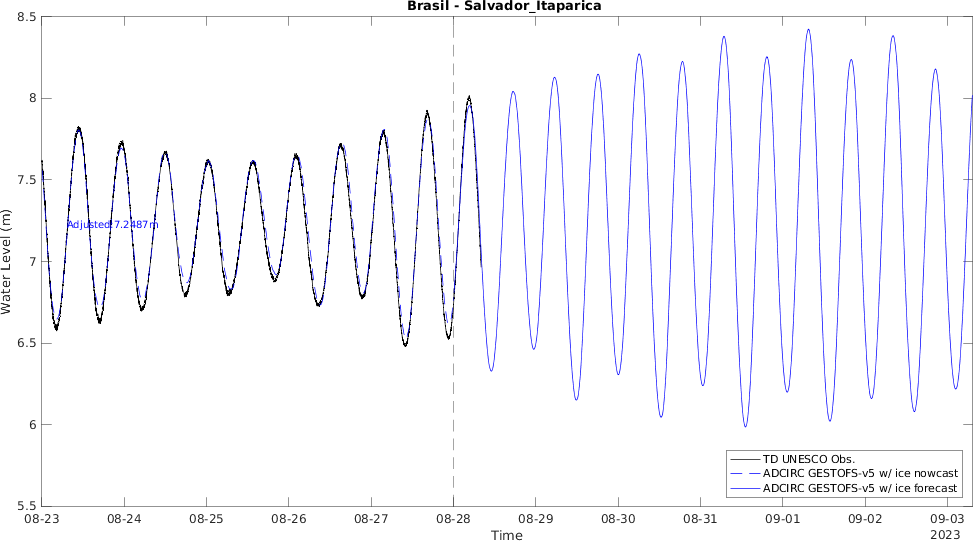 Brasil - Salvador_Itaparica
8.5
8
7.5
7
6.5
6
5.5
Water Level (m)
Adjusted:7.2487m
TD UNESCO Obs.
ADCIRC GESTOFS-v5 w/ ice nowcast
ADCIRC GESTOFS-v5 w/ ice forecast
08-23 08-24 08-25 08-26 08-27 08-28 08-29 08-30 08-31 09-01 09-02 09-03
2023
Time